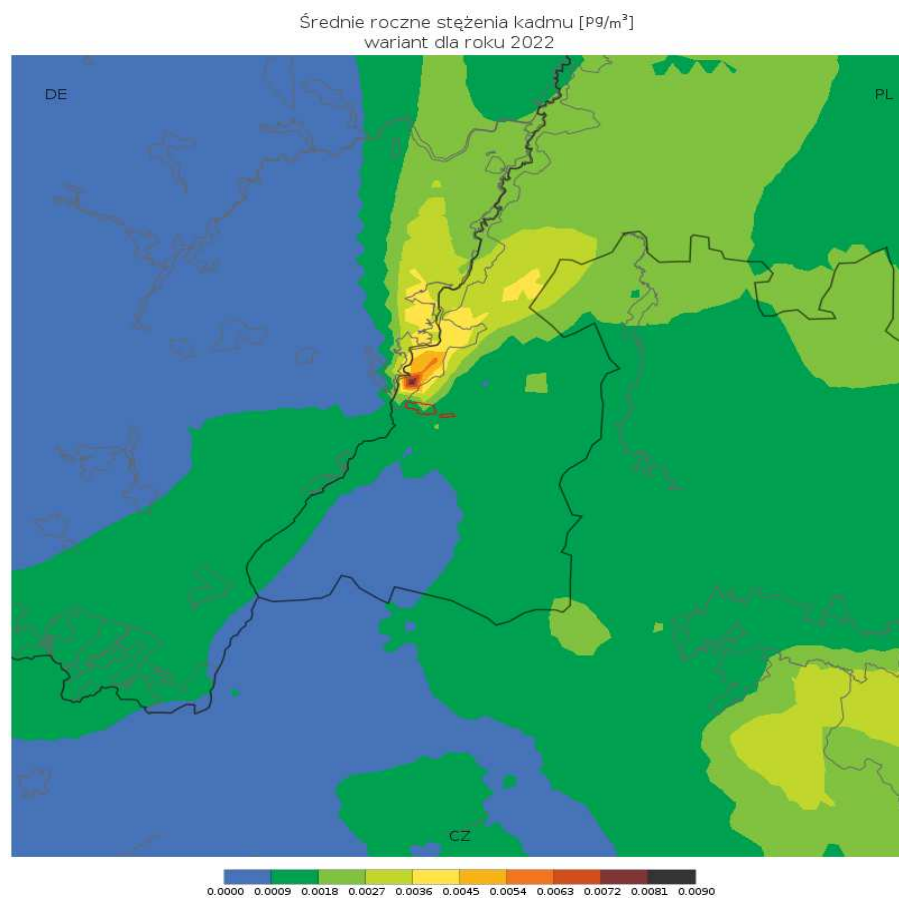 Średnie roczne stężenia kadmu [pg/m³]
wariant dla roku 2022
DE
PL
CZ
0.0000 0.0009 0.0018 0.0027 0.0036 0.0045 0.0054 0.0063 0.0072 0.0081 0.0090